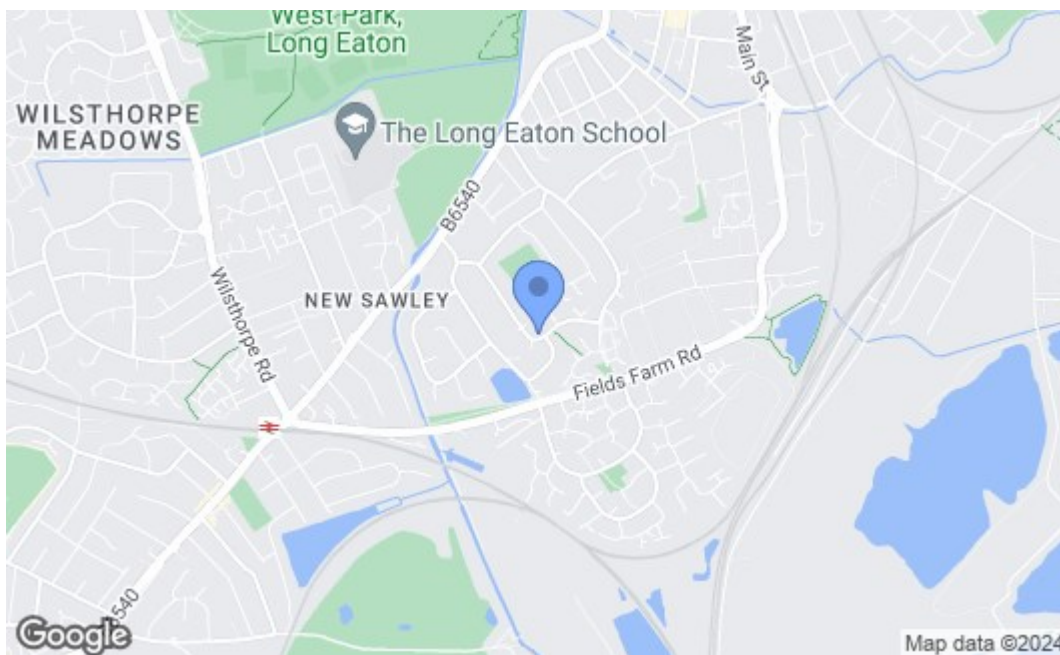 West Park,
Long Eaton
Main St
WILSTHORPE
MEADOWS
The Long Eaton School
B6540
Wilsthorpe Rd
NEW SAWLEY
Fields Farm Rd
B6540
Google
Map data ©2024